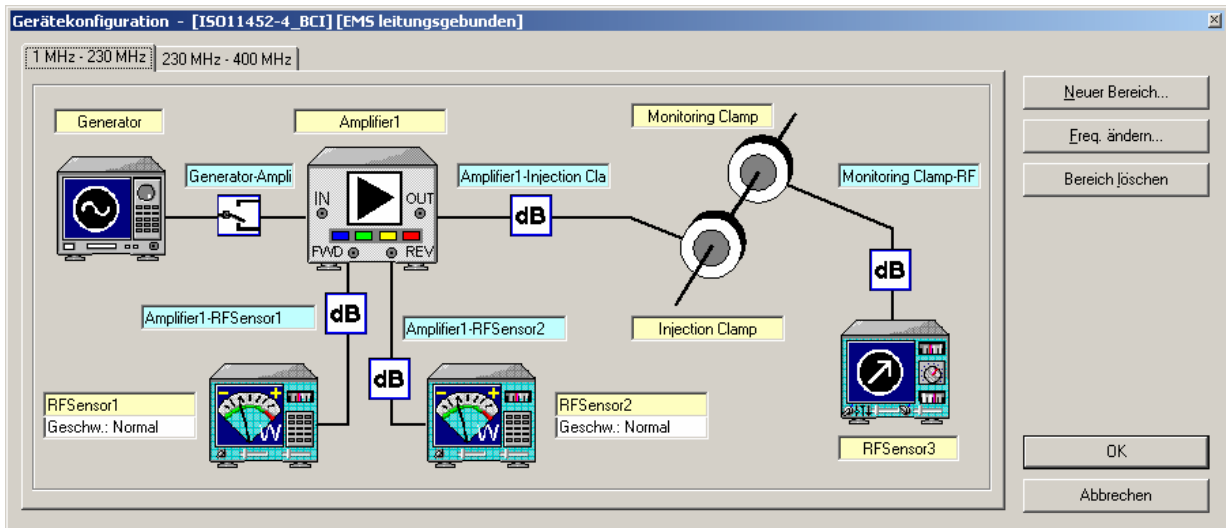 Gerätekonfiguration - [ISO11452-4_BCI] [EMS leitungsgebunden]
1 MHz - 230 MHz
230 MHz - 400 MHz
Neuer Bereich...
Freq. ändern...
Bereich löschen
Generator
Amplifier1
Monitoring Clamp
Generator-Ampli
Amplifier1-Injection Cla
Monitoring Clamp-RF
IN
OUT
dB
FWD
REV
dB
Amplifier1-RFSensor1
dB
Amplifier1-RFSensor2
Injection Clamp
dB
RFSensor1
Geschw.: Normal
W
W
RFSensor2
Geschw.: Normal
RFSensor3
OK
Abbrechen